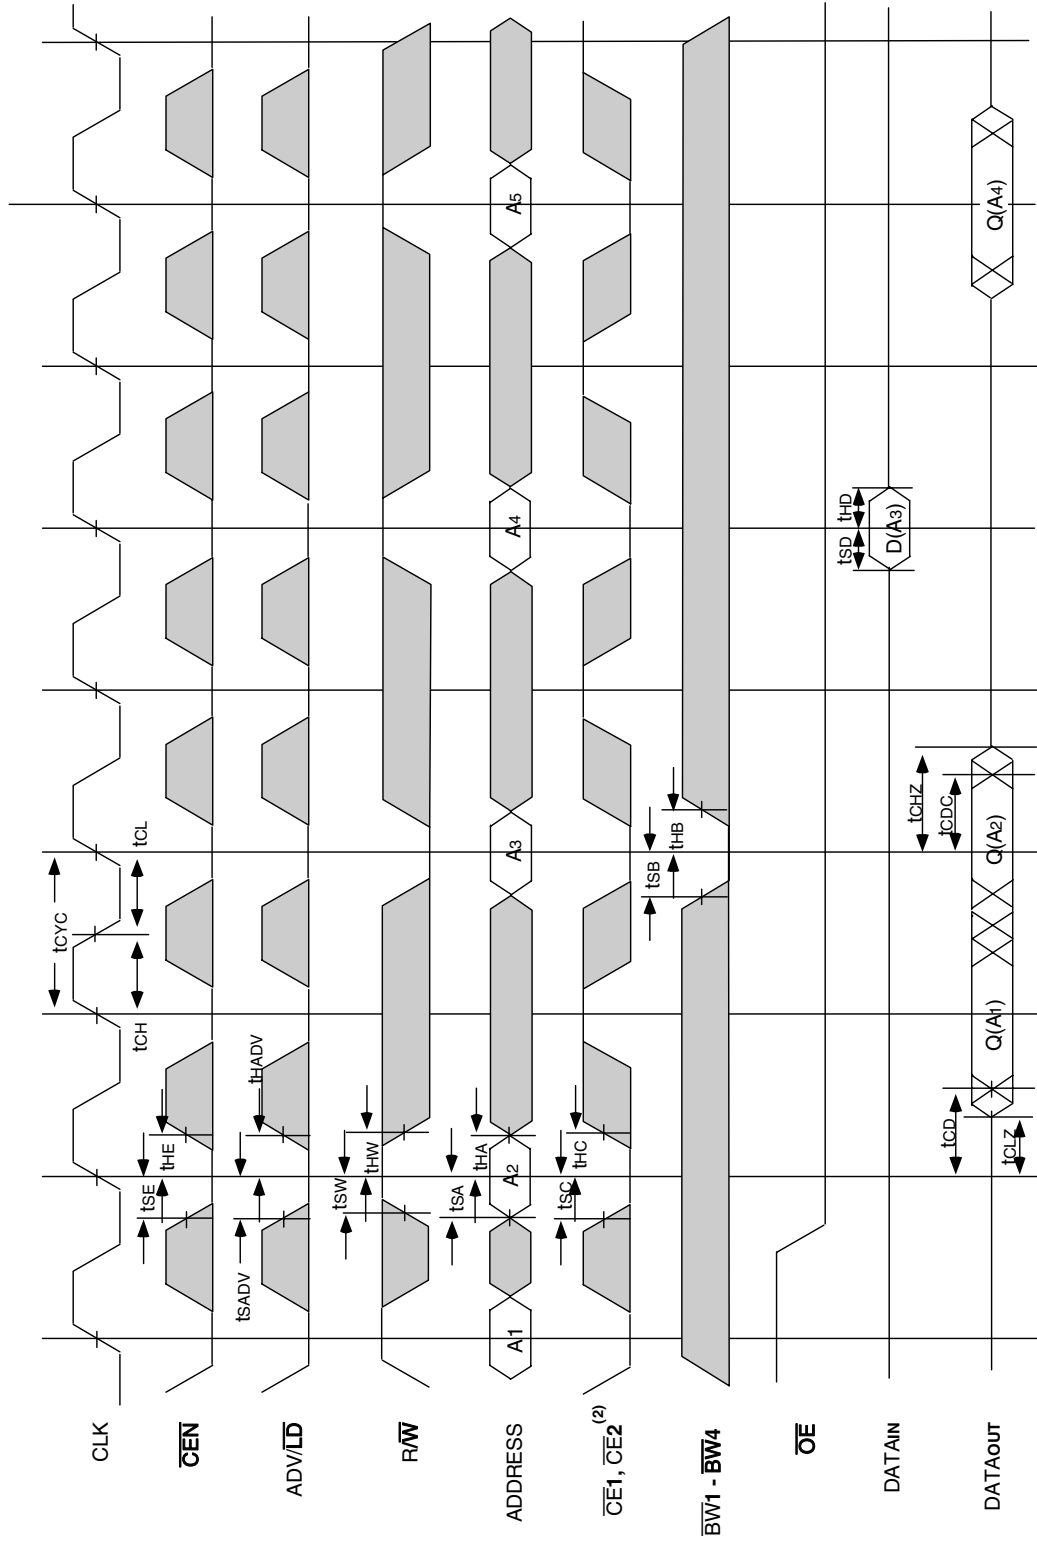 CLK
tCYC
tCH
tCL
CEN
tSE
tHE
ADV/LD
tSADV
tHADV
R/W
tSW
tHW
ADDRESS
A1
tSA
tHA
A2
A3
A4
A5
CE1, CE2 (2)
tSC
tHC
BW1 - BW4
tSB
tHB
OE
DATAIN
tSD
tHD
D(A3)
DATAOUT
tCD
tCLZ
Q(A1)
Q(A2)
tCHZ
tCDC
Q(A4)